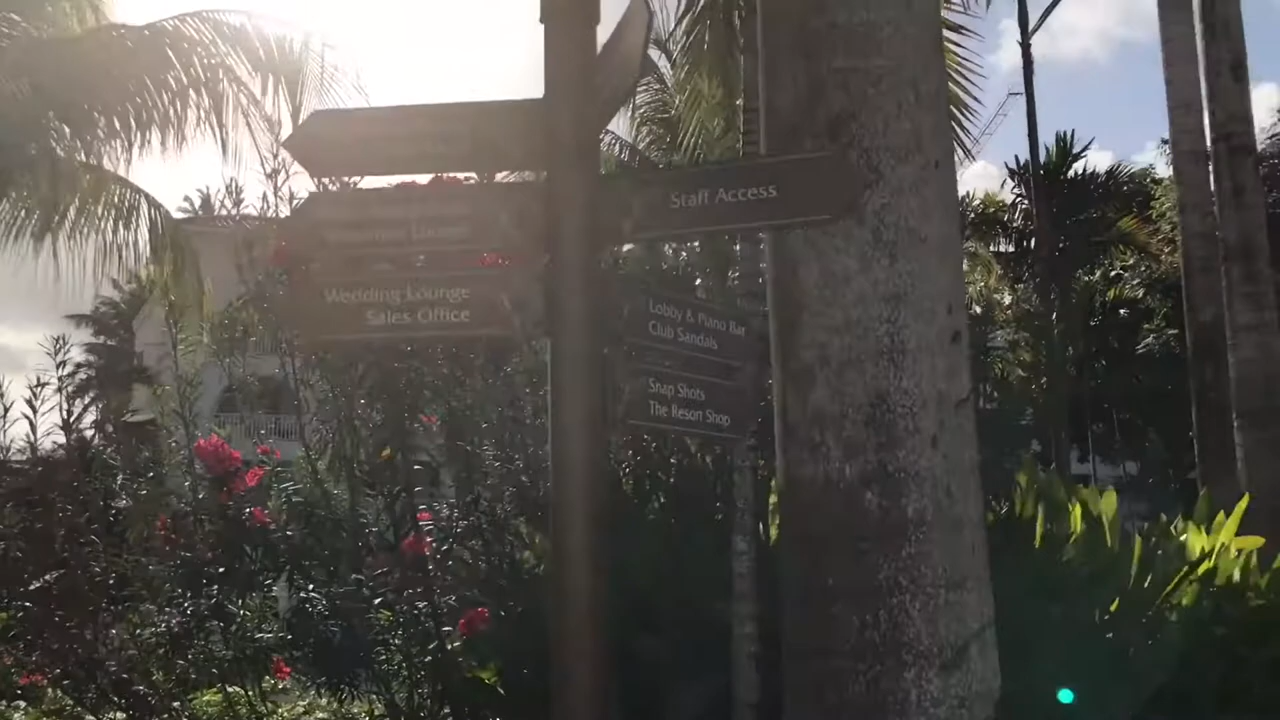 Staff Access
Wedding Lounge
Sales Office
Lobby & Piano Bar
Club Sandals
Snap Shots
The Resort Shop